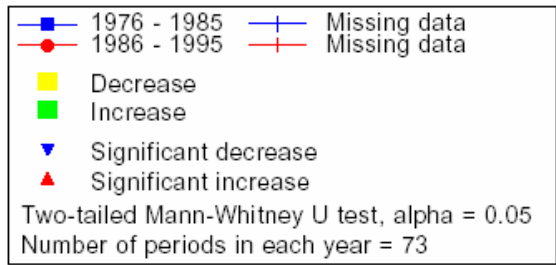 1976 - 1985 Missing data
1986 - 1995 Missing data
Decrease
Increase
Significant decrease
Significant increase
Two-tailed Mann-Whitney U test, alpha = 0.05
Number of periods in each year = 73